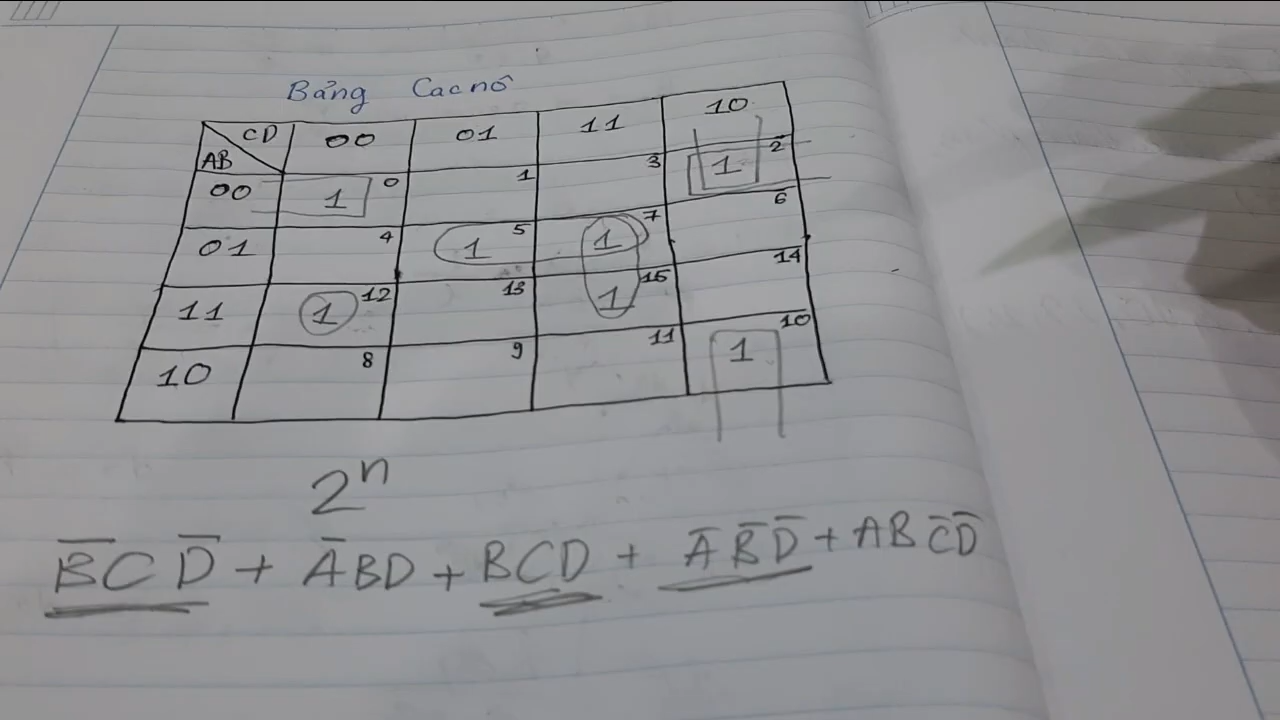 Bảng Cacnô
CD 00 01 11 10
AB
00 1 0 1 3 1 2
01 4 1 5 1 7 6
11 1 12 13 1 15 14
10 8 9 11 1 10
2ⁿ
B̅CD̅ + A̅BD + BCD + A̅B̅D̅ + ABC̅D̅